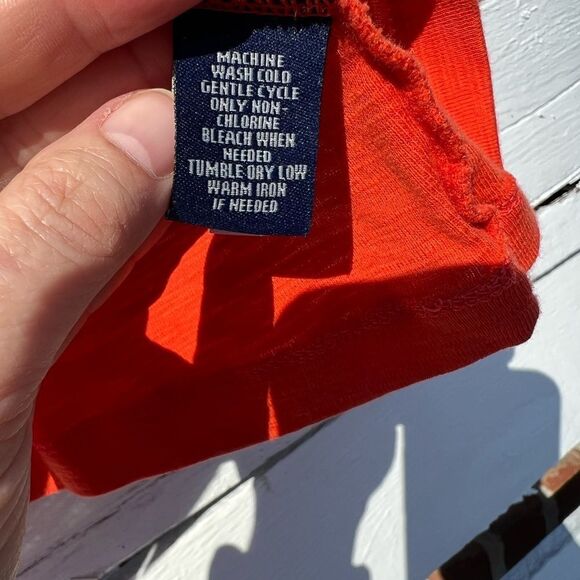 MACHINE
WASH COLD
GENTLE CYCLE
ONLY NON-
CHLORINE
BLEACH WHEN
NEEDED
TUMBLE DRY LOW
WARM IRON
IF NEEDED